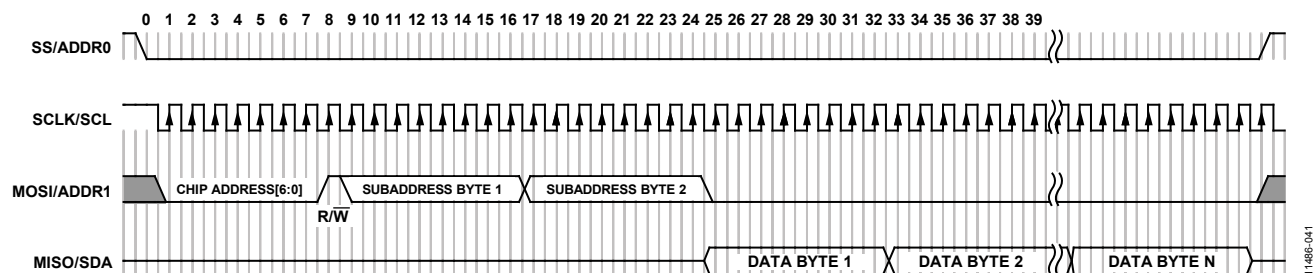 0 1 2 3 4 5 6 7 8 9 10 11 12 13 14 15 16 17 18 19 20 21 22 23 24 25 26 27 28 29 30 31 32 33 34 35 36 37 38 39
SS/ADDR0
SCLK/SCL
MOSI/ADDR1
CHIP ADDRESS[6:0]
SUBADDRESS BYTE 1
SUBADDRESS BYTE 2
R/W
MISO/SDA
DATA BYTE 1
DATA BYTE 2
DATA BYTE N